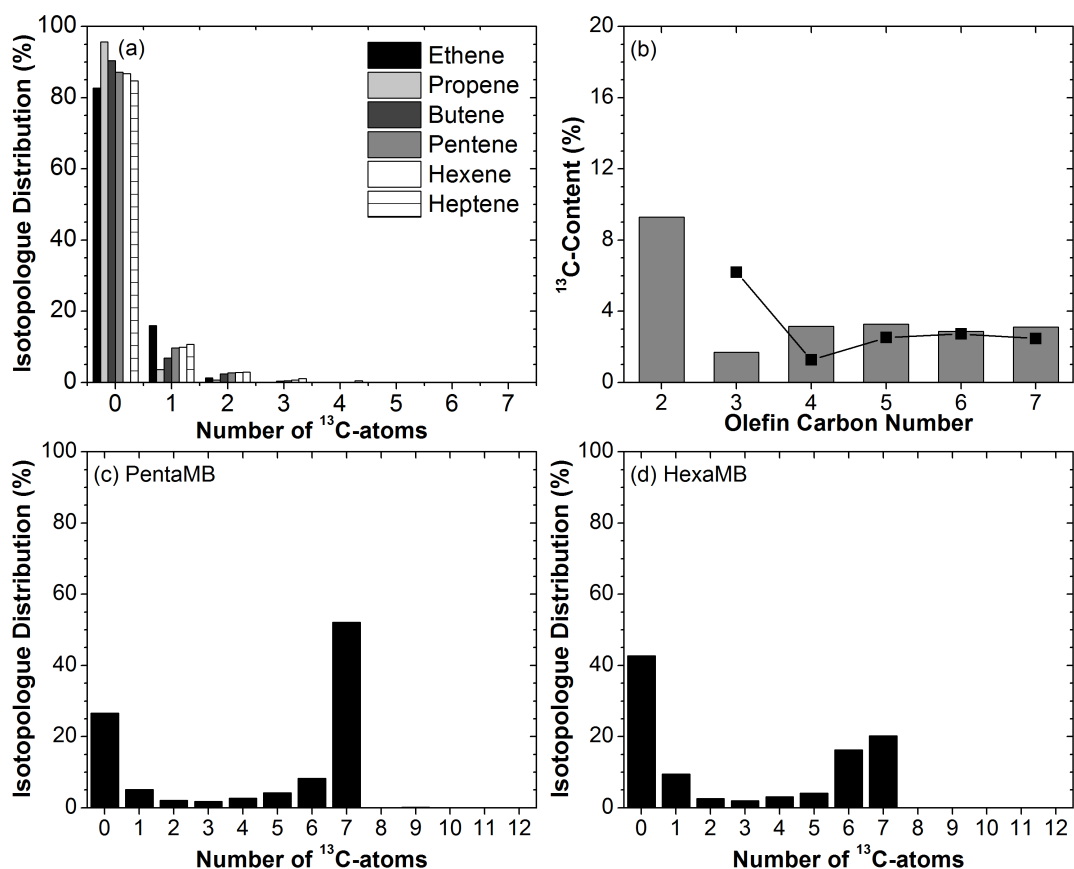 (a)
Isotopologue Distribution (%)
100
80
60
40
20
0
Ethene
Propene
Butene
Pentene
Hexene
Heptene
0 1 2 3 4 5 6 7
Number of ¹³C-atoms
(b)
¹³C-Content (%)
20
16
12
8
4
0
2 3 4 5 6 7
Olefin Carbon Number
(c) PentaMB
Isotopologue Distribution (%)
100
80
60
40
20
0
0 1 2 3 4 5 6 7 8 9 10 11 12
Number of ¹³C-atoms
(d) HexaMB
Isotopologue Distribution (%)
100
80
60
40
20
0
0 1 2 3 4 5 6 7 8 9 10 11 12
Number of ¹³C-atoms